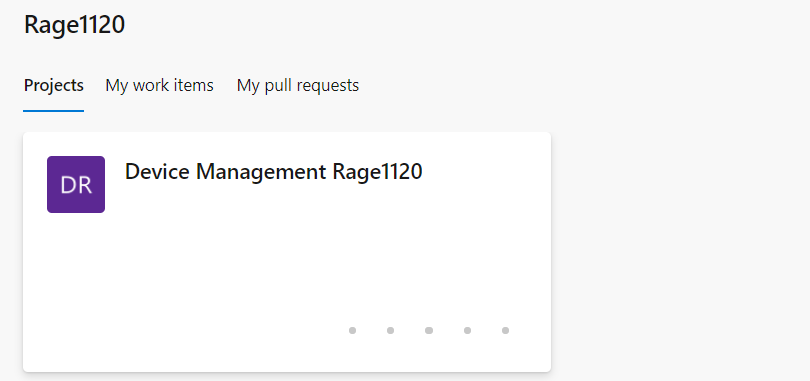 Rage1120
Projects My work items My pull requests
DR Device Management Rage1120